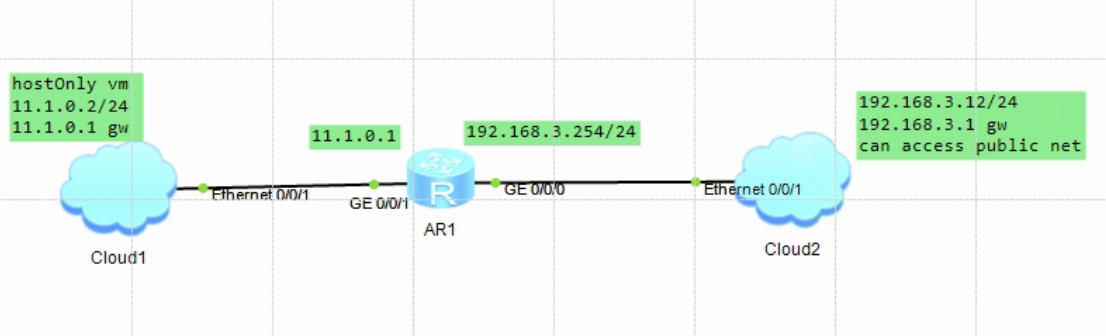 hostOnly vm
11.1.0.2/24
11.1.0.1 gw
11.1.0.1
192.168.3.254/24
192.168.3.12/24
192.168.3.1 gw
can access public net
Ethernet 0/0/1
GE 0/0/1
R
GE 0/0/0
Ethernet 0/0/1
Cloud1
AR1
Cloud2